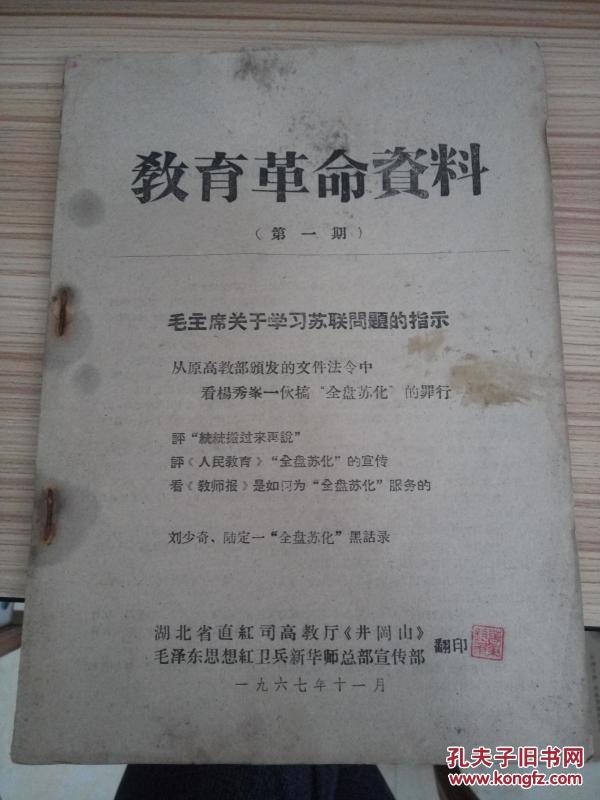 教育革命資料
（第一期）
毛主席关于学习苏联問題的指示
从原高教部頒发的文件法令中
看楊秀峯一伙搞“全盘苏化”的罪行
評“統統搬过来再說”
評《人民教育》“全盘苏化”的宣传
看《教师报》是如何为“全盘苏化”服务的
刘少奇、陆定一“全盘苏化”黑話录
湖北省直紅司高教厅《井岡山》
毛泽东思想紅卫兵新华师总部宣传部
翻印
一九六七年十一月
孔夫子旧书网
www.kongfz.com